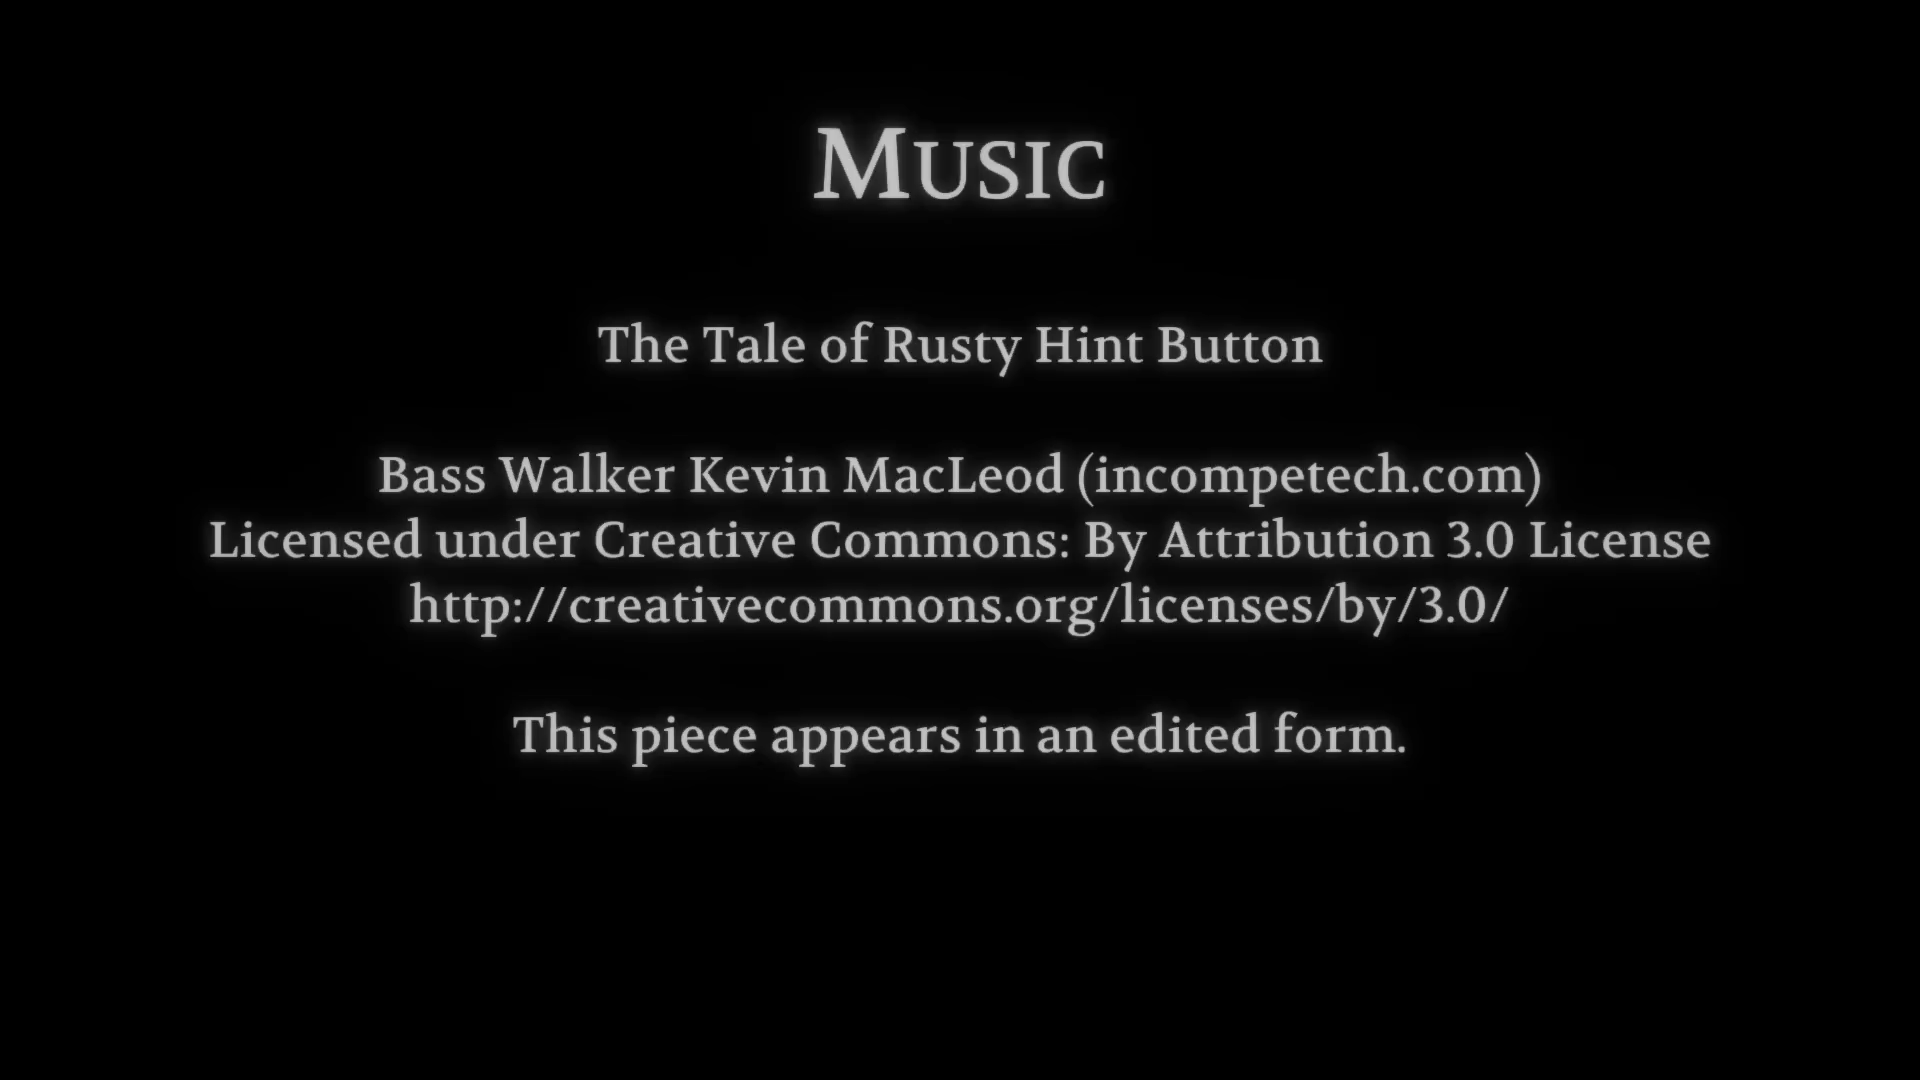 Music
The Tale of Rusty Hint Button
Bass Walker Kevin MacLeod (incompetech.com)
Licensed under Creative Commons: By Attribution 3.0 License
http://creativecommons.org/licenses/by/3.0/
This piece appears in an edited form.